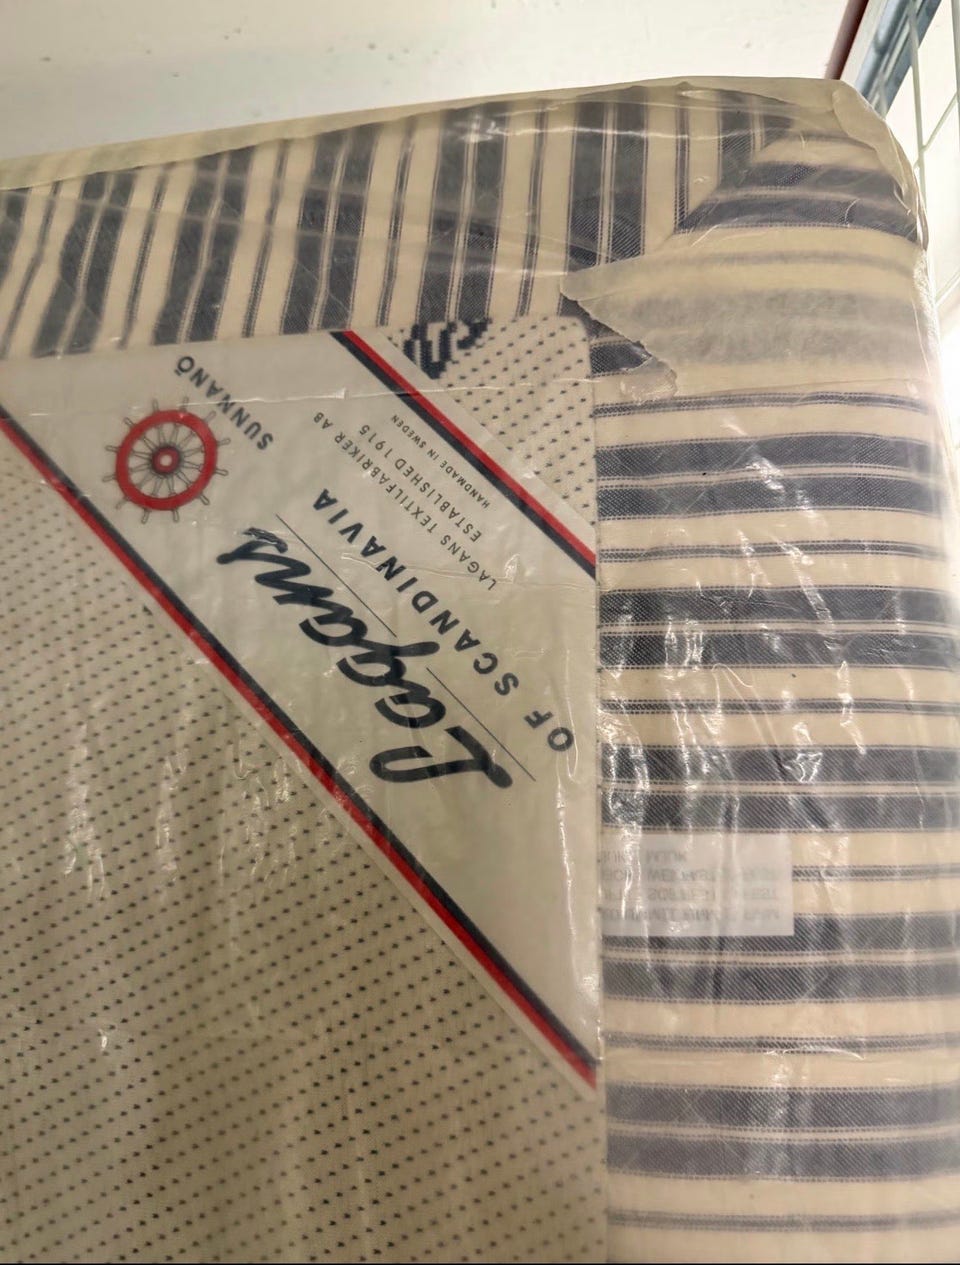 SUNNANÖ
Lagans
OF SCANDINAVIA
LAGANS TEXTILFABRIKER AB
ESTABLISHED 1915
HANDMADE IN SWEDEN